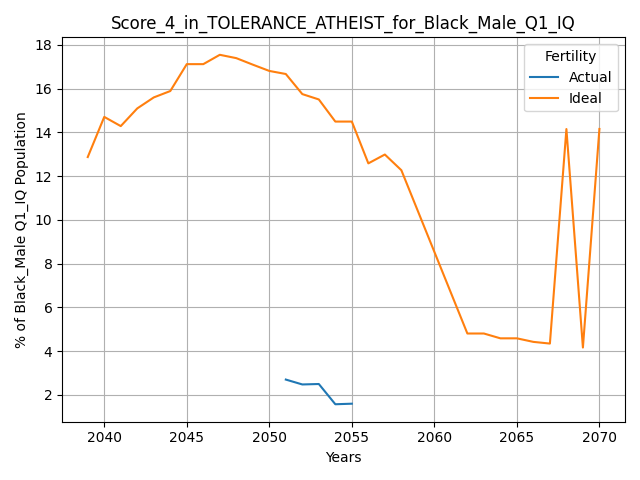 Score_4_in_TOLERANCE_ATHEIST_for_Black_Male_Q1_IQ
% of Black_Male Q1_IQ Population
18
16
14
12
10
8
6
4
2
Fertility
Actual
Ideal
2040 2045 2050 2055 2060 2065 2070
Years